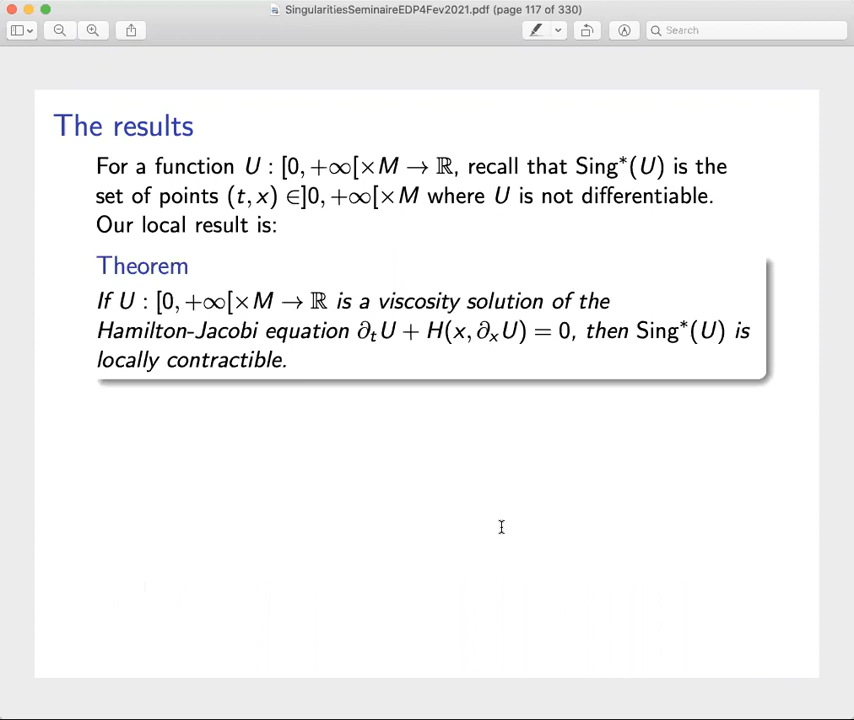 SingularitiesSeminaireEDP4Fev2021.pdf (page 117 of 330)
Search
The results
For a function U : [0, +∞[×M → ℝ, recall that Sing*(U) is the
set of points (t, x) ∈]0, +∞[×M where U is not differentiable.
Our local result is:
Theorem
If U : [0, +∞[×M → ℝ is a viscosity solution of the
Hamilton-Jacobi equation ∂ₜU + H(x, ∂ₓU) = 0, then Sing*(U) is
locally contractible.